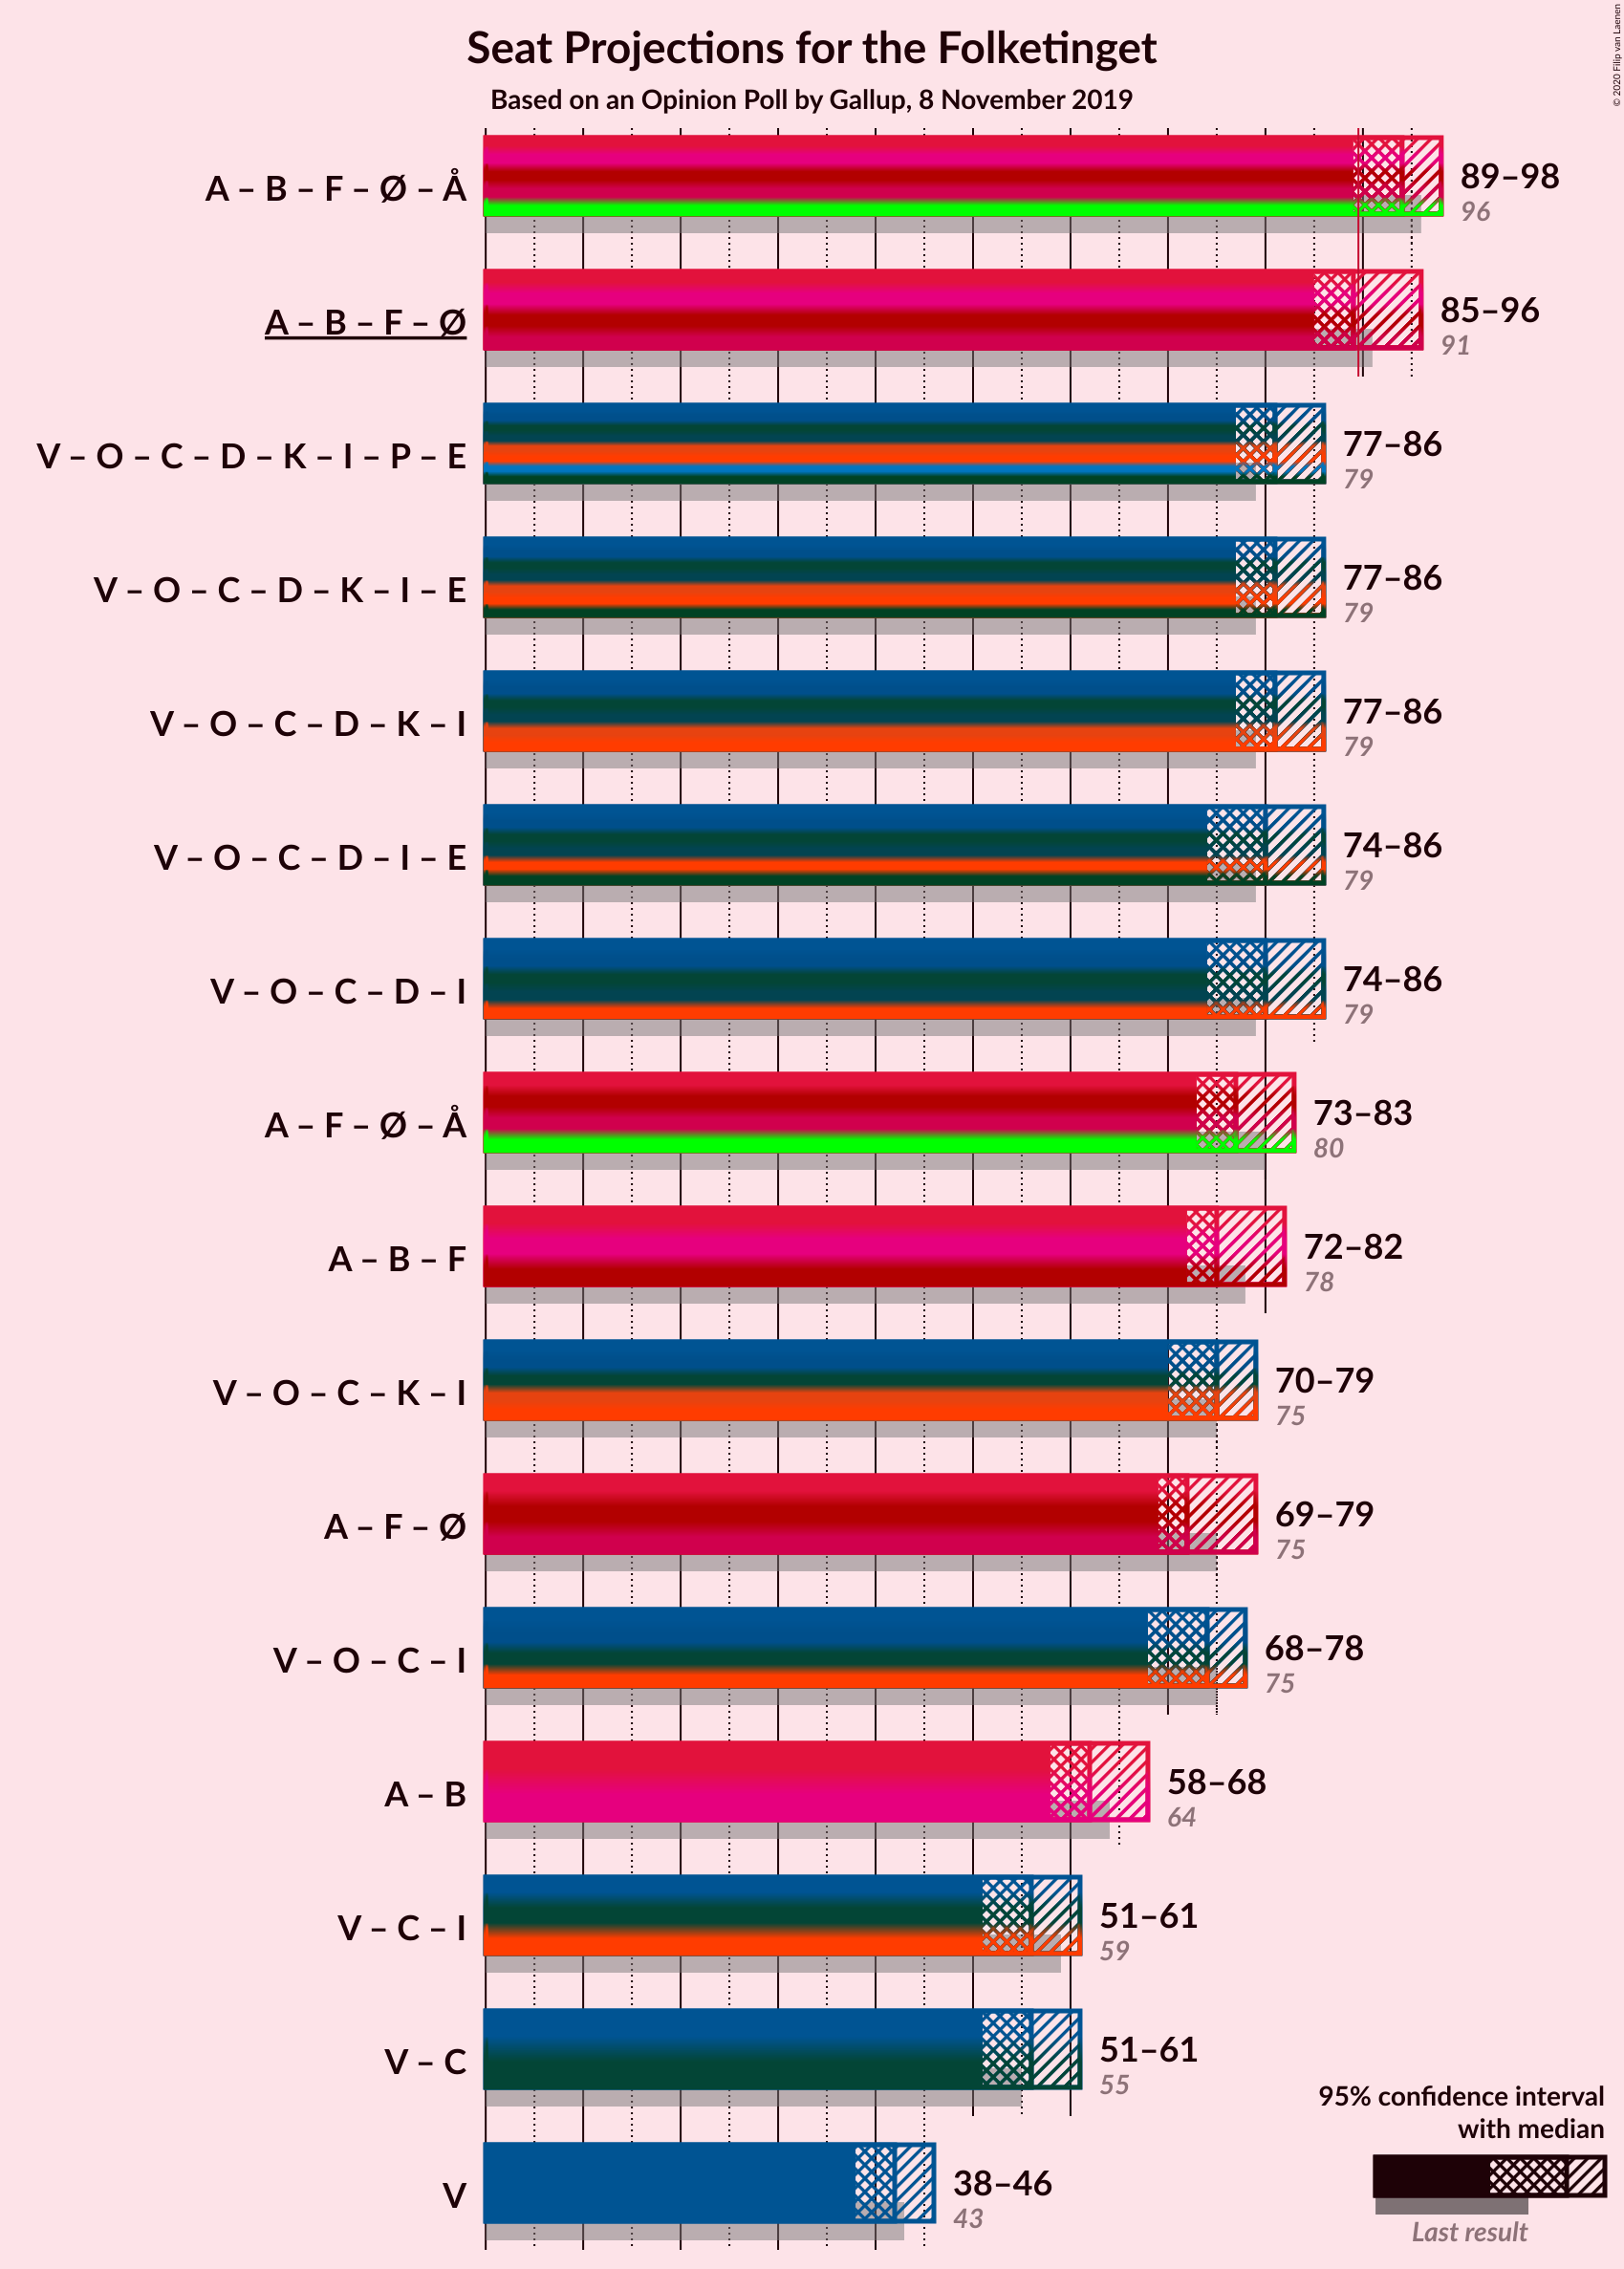 Seat Projections for the Folketinget
Based on an Opinion Poll by Gallup, 8 November 2019
© 2020 Filip van Laenen
A – B – F – Ø – Å
89–98
96
A – B – F – Ø
85–96
91
V – O – C – D – K – I – P – E
77–86
79
V – O – C – D – K – I – E
77–86
79
V – O – C – D – K – I
77–86
79
V – O – C – D – I – E
74–86
79
V – O – C – D – I
74–86
79
A – F – Ø – Å
73–83
80
A – B – F
72–82
78
V – O – C – K – I
70–79
75
A – F – Ø
69–79
75
V – O – C – I
68–78
75
A – B
58–68
64
V – C – I
51–61
59
V – C
51–61
55
V
38–46
43
95% confidence interval
with median
Last result